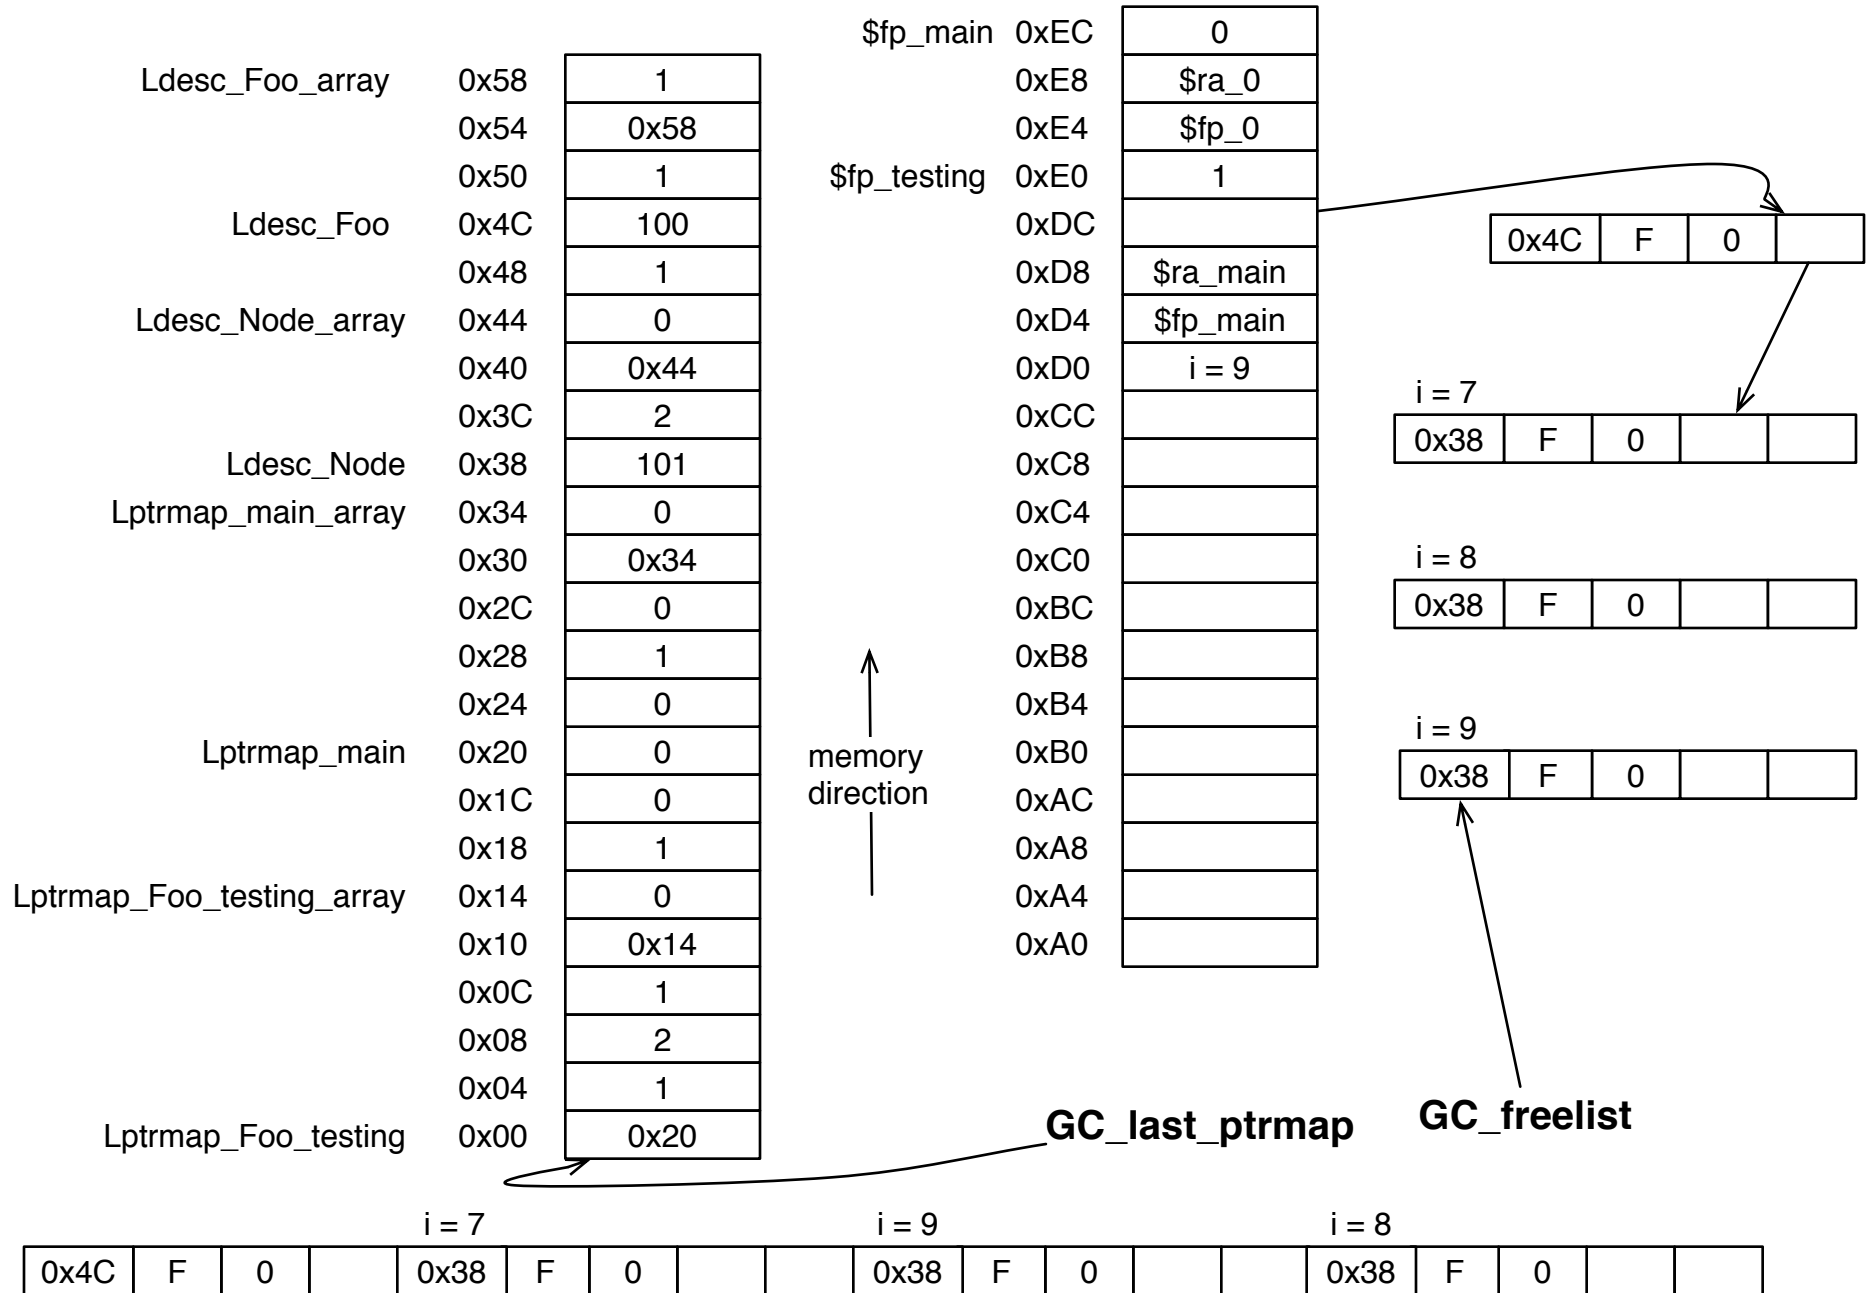 $fp_main 0xEC 0
Ldesc_Foo_array 0x58 1 0xE8 $ra_0
0x54 0x58 0xE4 $fp_0
0x50 1 $fp_testing 0xE0 1
Ldesc_Foo 0x4C 100 0xDC
0x4C F 0
0x48 1 0xD8 $ra_main
Ldesc_Node_array 0x44 0 0xD4 $fp_main
0x40 0x44 0xD0 i = 9
i = 7
0x3C 2 0xCC
0x38 F 0
Ldesc_Node 0x38 101 0xC8
Lptrmap_main_array 0x34 0 0xC4
0x30 0x34 0xC0
i = 8
0x2C 0 0xBC
0x38 F 0
0x28 1 0xB8
0x24 0 0xB4
i = 9
Lptrmap_main 0x20 0 memory 0xB0
0x38 F 0
0x1C 0 direction 0xAC
0x18 1 0xA8
Lptrmap_Foo_testing_array 0x14 0 0xA4
0x10 0x14 0xA0
0x0C 1
0x08 2
0x04 1
GC_last_ptrmap GC_freelist
Lptrmap_Foo_testing 0x00 0x20
i = 7 i = 9 i = 8
0x4C F 0 0x38 F 0 0x38 F 0 0x38 F 0